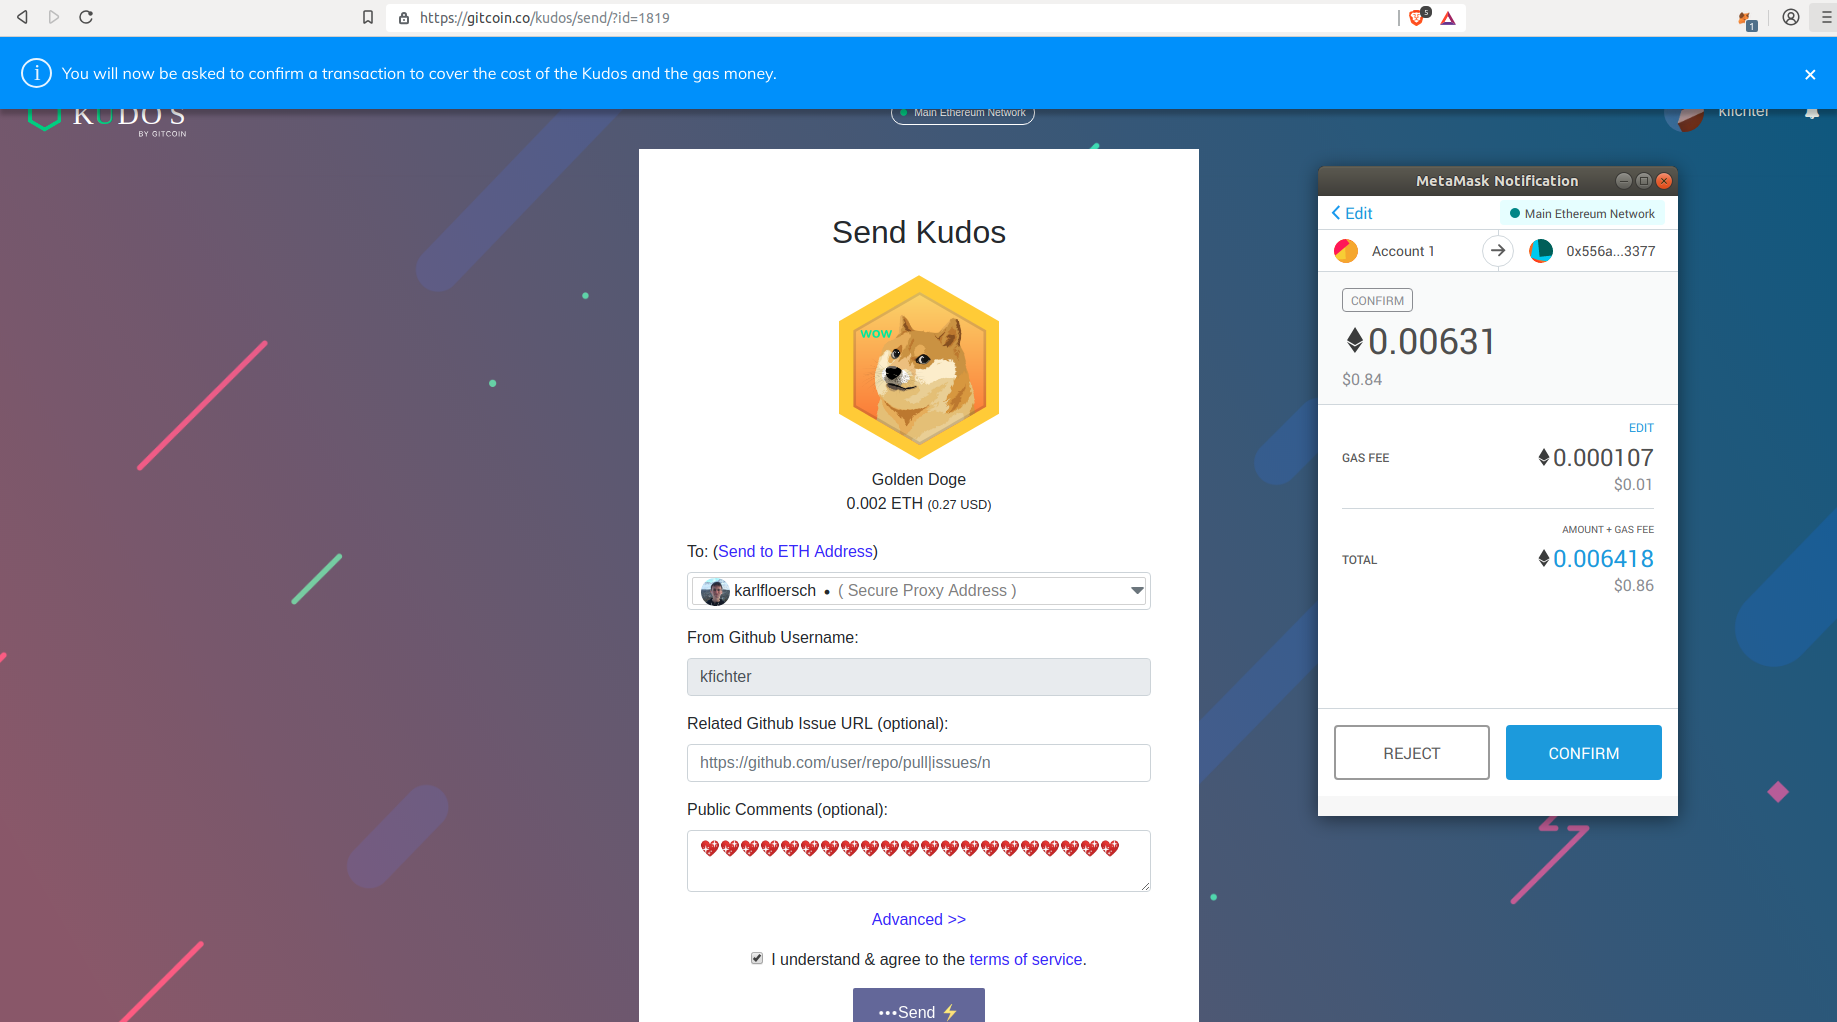 https://gitcoin.co/kudos/send/?id=1819
5
1
i You will now be asked to confirm a transaction to cover the cost of the Kudos and the gas money.
KUDOS
BY GITCOIN
Main Ethereum Network
kfichter
Send Kudos
WOW
Golden Doge
0.002 ETH (0.27 USD)
To: (Send to ETH Address)
karlfloersch • ( Secure Proxy Address )
From Github Username:
kfichter
Related Github Issue URL (optional):
https://github.com/user/repo/pull|issues/n
Public Comments (optional):
💖💖💖💖💖💖💖💖💖💖💖💖💖💖💖💖💖💖💖💖💖
Advanced >>
I understand & agree to the terms of service.
•••Send ⚡
MetaMask Notification
Edit
Main Ethereum Network
Account 1
0x556a...3377
CONFIRM
0.00631
$0.84
EDIT
GAS FEE
0.000107
$0.01
AMOUNT + GAS FEE
TOTAL
0.006418
$0.86
REJECT
CONFIRM